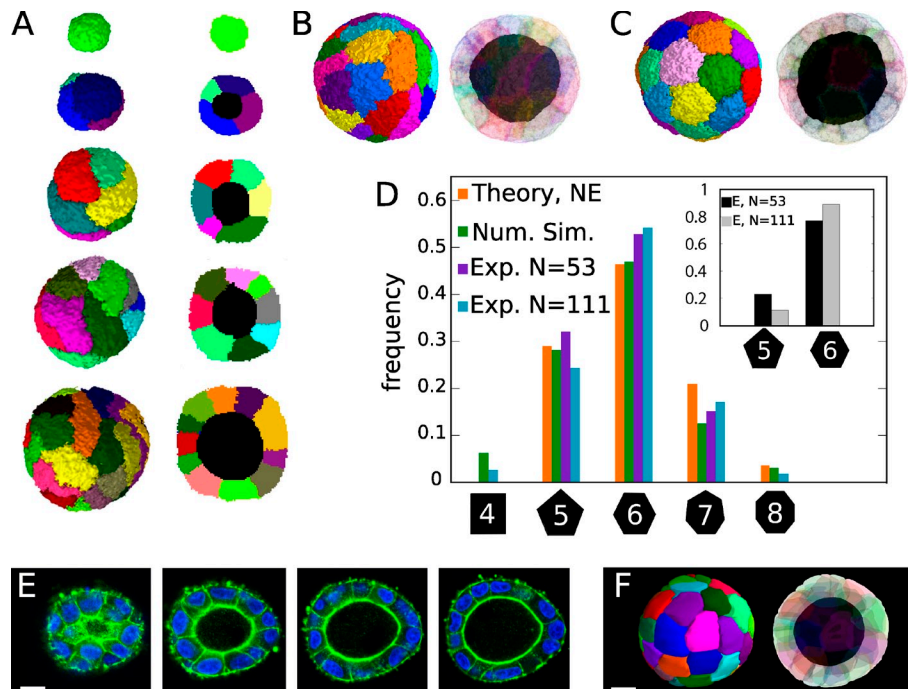 A
B
C
D
0.6
0.5
0.4
0.3
0.2
0.1
0
frequency
Theory, NE
Num. Sim.
Exp. N=53
Exp. N=111
4
5
6
7
8
1
0.8
0.6
0.4
0.2
0
E, N=53
E, N=111
5
6
E
F